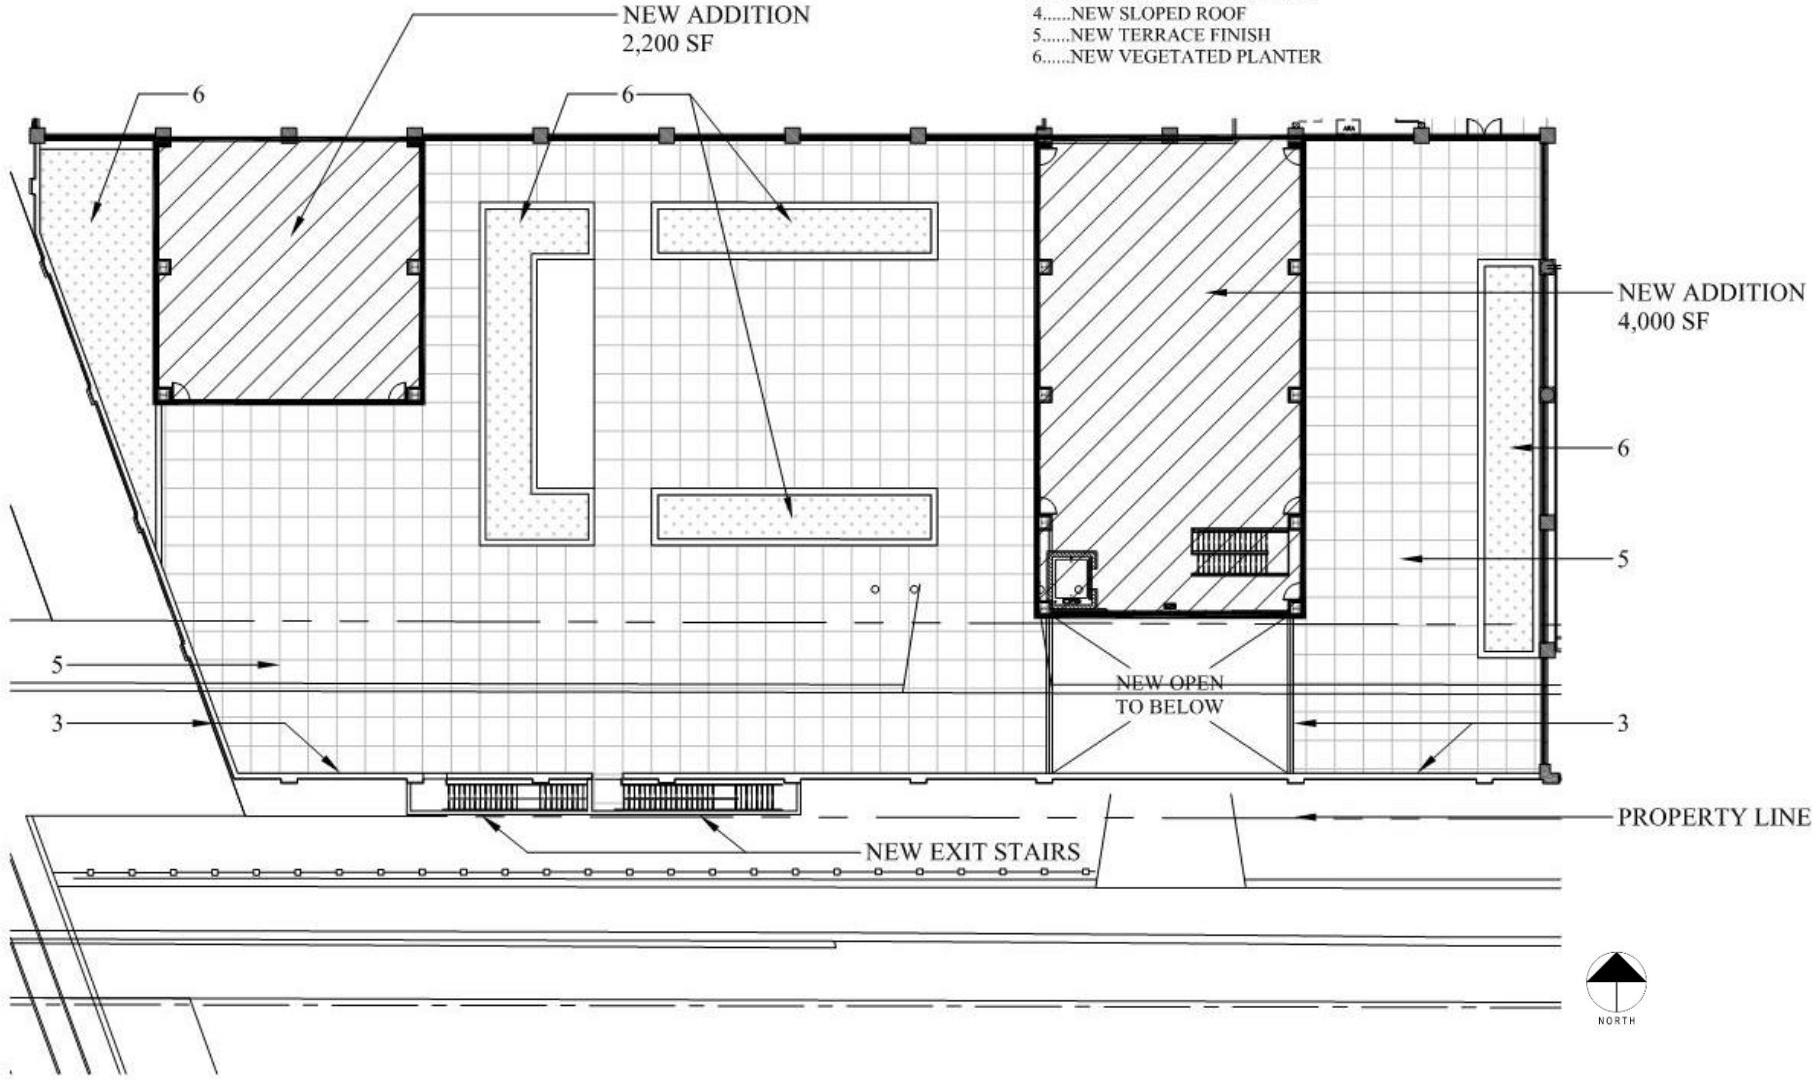 NEW ADDITION
2,200 SF
4......NEW SLOPED ROOF
5......NEW TERRACE FINISH
6......NEW VEGETATED PLANTER
6
6
NEW ADDITION
4,000 SF
6
5
5
NEW OPEN
TO BELOW
3
3
PROPERTY LINE
NEW EXIT STAIRS
NORTH